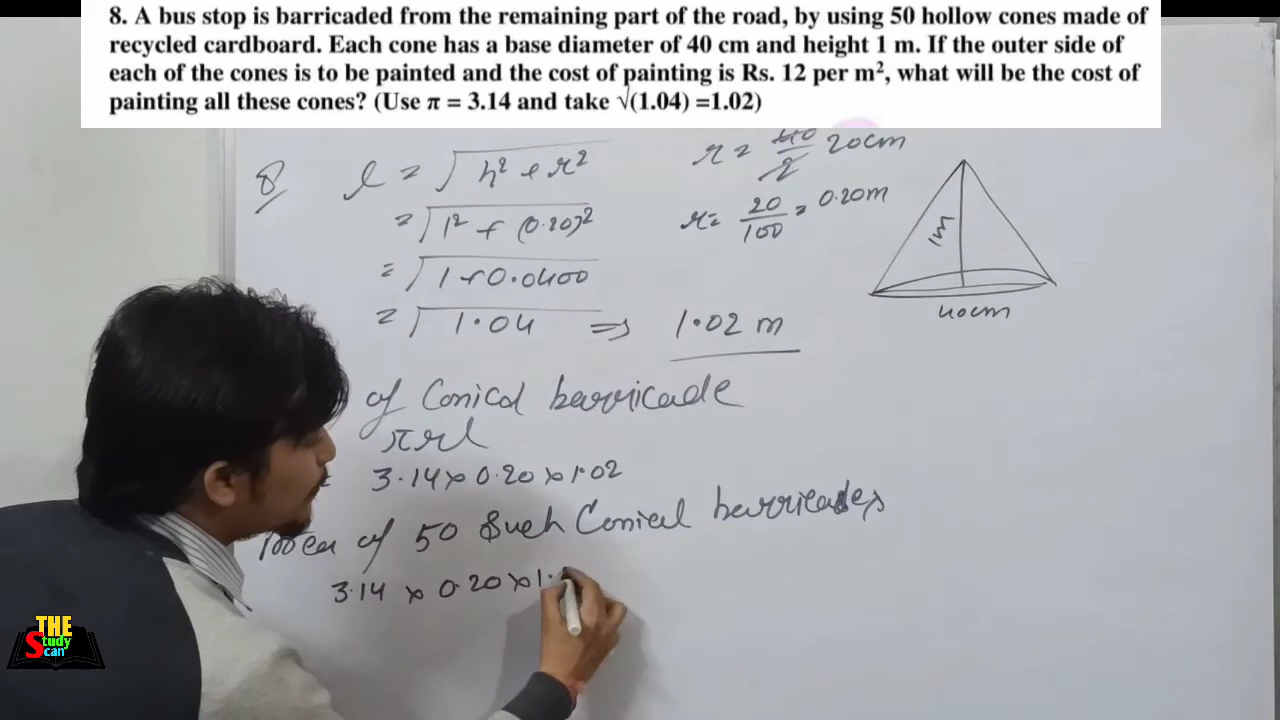 8. A bus stop is barricaded from the remaining part of the road, by using 50 hollow cones made of
recycled cardboard. Each cone has a base diameter of 40 cm and height 1 m. If the outer side of
each of the cones is to be painted and the cost of painting is Rs. 12 per m², what will be the cost of
painting all these cones? (Use π = 3.14 and take √(1.04) =1.02)
8
l = √h² + r²
= √1² + (0.20)²
= √1+0.0400
= √1.04 ⇒ 1.02 m
r = 40/2 20cm
r = 20/100 = 0.20m
1m
40cm
of Conical barricade
πrl
3.14 × 0.20 × 1.02
of 50 Such Conical barricades
3.14 × 0.20 × 1.
THE
Study
Scan